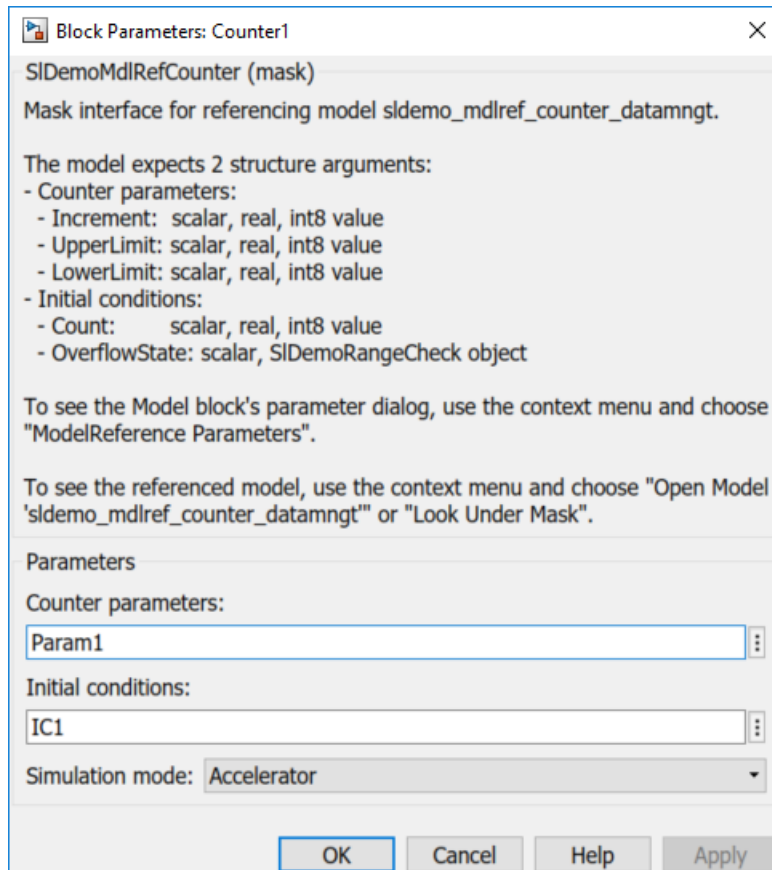 Block Parameters: Counter1
SlDemoMdlRefCounter (mask)
Mask interface for referencing model sldemo_mdlref_counter_datamngt.
The model expects 2 structure arguments:
- Counter parameters:
- Increment: scalar, real, int8 value
- UpperLimit: scalar, real, int8 value
- LowerLimit: scalar, real, int8 value
- Initial conditions:
- Count: scalar, real, int8 value
- OverflowState: scalar, SlDemoRangeCheck object
To see the Model block's parameter dialog, use the context menu and choose
"ModelReference Parameters".
To see the referenced model, use the context menu and choose "Open Model
'sldemo_mdlref_counter_datamngt'" or "Look Under Mask".
Parameters
Counter parameters:
Param1
Initial conditions:
IC1
Simulation mode: Accelerator
OK Cancel Help Apply